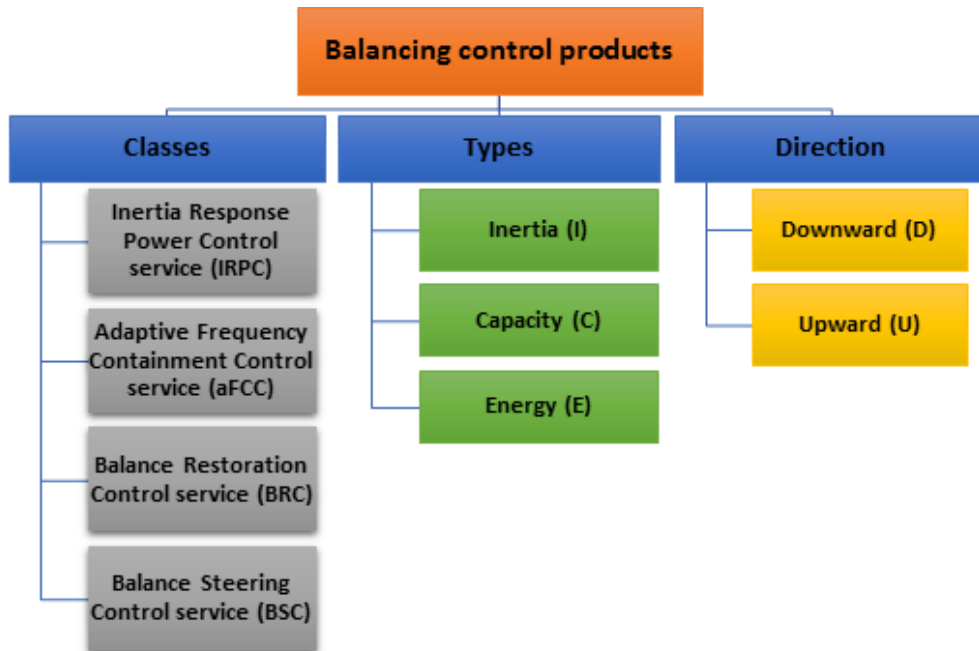 Balancing control products
Classes
Types
Direction
Inertia Response
Power Control
service (IRPC)
Adaptive Frequency
Containment Control
service (aFCC)
Balance Restoration
Control service (BRC)
Balance Steering
Control service (BSC)
Inertia (I)
Capacity (C)
Energy (E)
Downward (D)
Upward (U)